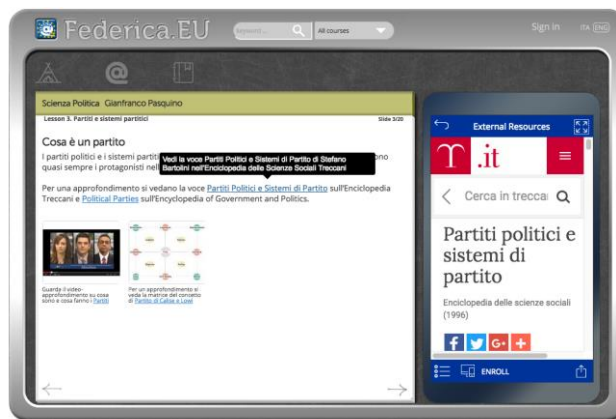 Federica.EU
keyword...
All courses
Sign in
ITA ENG
Scienza Politica Gianfranco Pasquino
Lesson 3. Partiti e sistemi partitici
Slide 3/20
Cosa è un partito
I partiti politici e i sistemi partiti
ono
quasi sempre i protagonisti nell
Vedi la voce Partiti Politici e Sistemi di Partito di Stefano
Bartolini nell'Enciclopedia delle Scienze Sociali Treccani
Per una approfondimento si vedano la voce Partiti Politici e Sistemi di Partito sull'Enciclopedia
Treccani e Political Parties sull'Encyclopedia of Government and Politics.
Guarda il video-
approfondimento su cosa
sono e cosa fanno i Partiti
Per un approfondimento si
veda la matrice del concetto
di Partito di Calise e Lowi
External Resources
T .it
Cerca in treccai
Partiti politici e
sistemi di
partito
Enciclopedia delle scienze sociali
(1996)
f G+ +
ENROLL